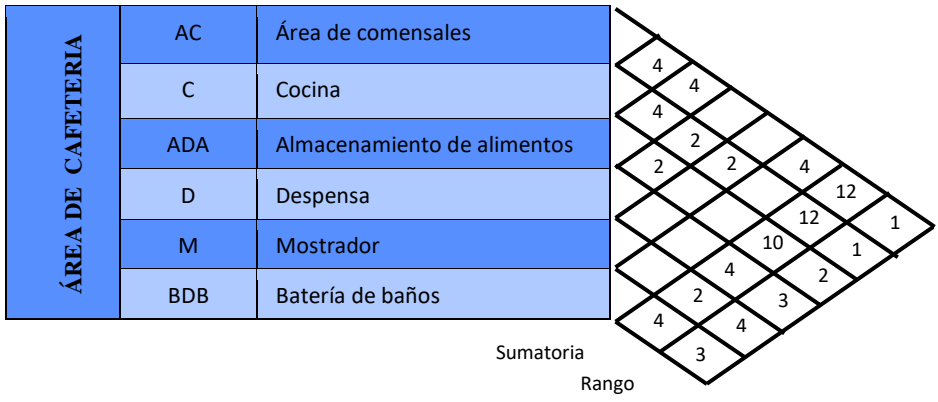 ÁREA DE CAFETERIA
AC Área de comensales
C Cocina
ADA Almacenamiento de alimentos
D Despensa
M Mostrador
BDB Batería de baños
4
4
4
2
2
2
4
12
12
1
10
1
4
2
2
3
4
4
3
Sumatoria
Rango